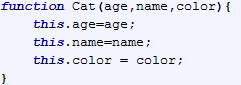 function Cat(age,name,color){
    this.age=age;
    this.name=name;
    this.color = color;
}